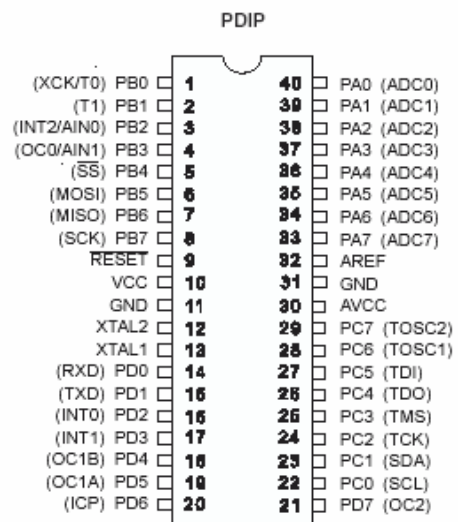 PDIP
(XCK/T0) PB0 1 40 PA0 (ADC0)
(T1) PB1 2 39 PA1 (ADC1)
(INT2/AIN0) PB2 3 38 PA2 (ADC2)
(OC0/AIN1) PB3 4 37 PA3 (ADC3)
(SS) PB4 5 36 PA4 (ADC4)
(MOSI) PB5 6 35 PA5 (ADC5)
(MISO) PB6 7 34 PA6 (ADC6)
(SCK) PB7 8 33 PA7 (ADC7)
RESET 9 32 AREF
VCC 10 31 GND
GND 11 30 AVCC
XTAL2 12 29 PC7 (TOSC2)
XTAL1 13 28 PC6 (TOSC1)
(RXD) PD0 14 27 PC5 (TDI)
(TXD) PD1 15 26 PC4 (TDO)
(INT0) PD2 16 25 PC3 (TMS)
(INT1) PD3 17 24 PC2 (TCK)
(OC1B) PD4 18 23 PC1 (SDA)
(OC1A) PD5 19 22 PC0 (SCL)
(ICP) PD6 20 21 PD7 (OC2)